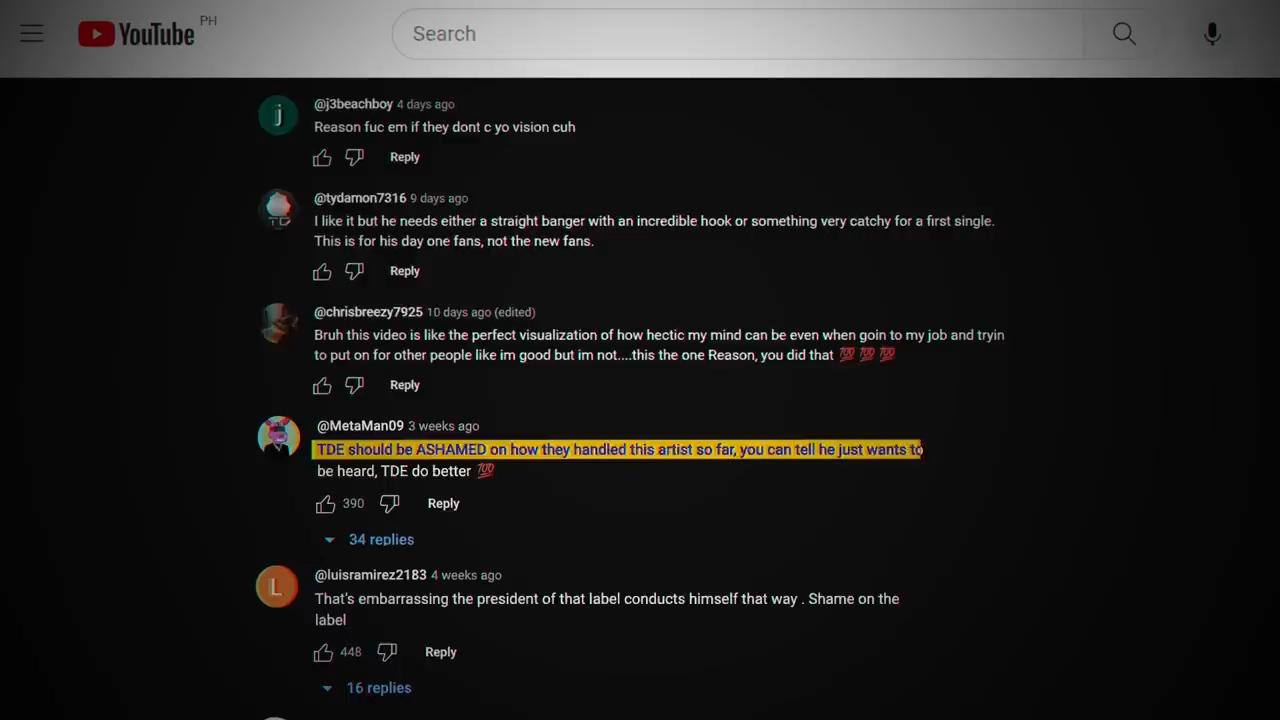 YouTube PH
Search
j
@j3beachboy 4 days ago
Reason fuc em if they dont c yo vision cuh
Reply
@tydamon7316 9 days ago
I like it but he needs either a straight banger with an incredible hook or something very catchy for a first single.
This is for his day one fans, not the new fans.
Reply
@chrisbreezy7925 10 days ago (edited)
Bruh this video is like the perfect visualization of how hectic my mind can be even when goin to my job and tryin
to put on for other people like im good but im not....this the one Reason, you did that 💯 💯 💯
Reply
@MetaMan09 3 weeks ago
TDE should be ASHAMED on how they handled this artist so far, you can tell he just wants to
be heard, TDE do better 💯
390 Reply
34 replies
L
@luisramirez2183 4 weeks ago
That's embarrassing the president of that label conducts himself that way . Shame on the
label
448 Reply
16 replies